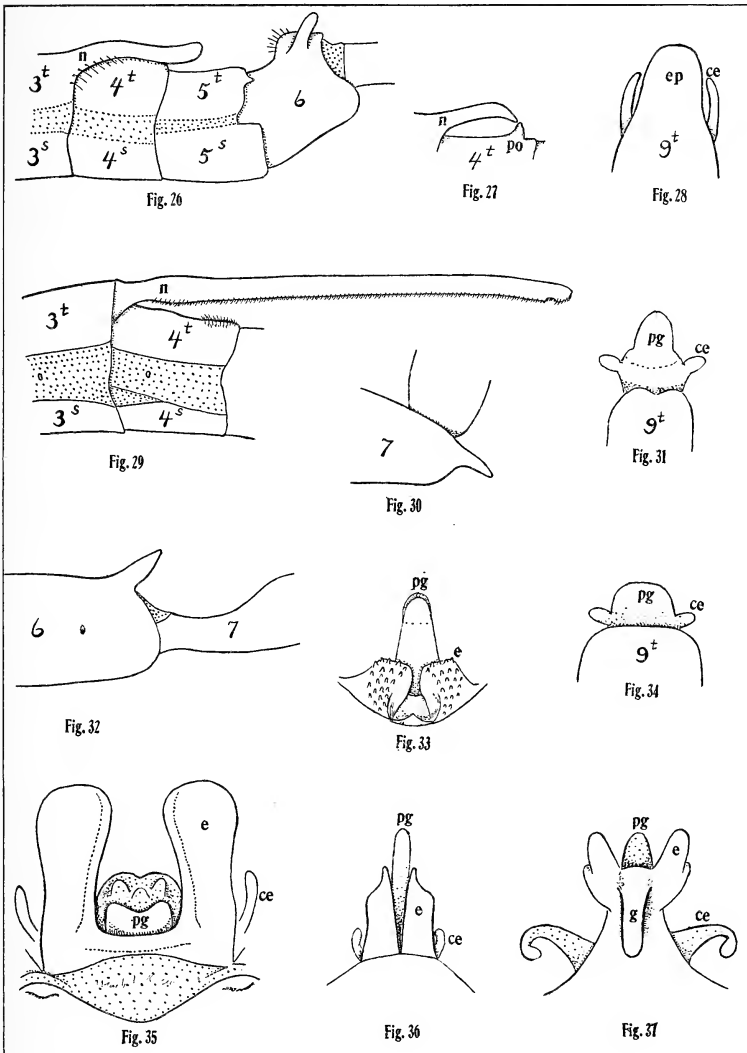 n
3t 4t 5t 6
3s 4s 5s
Fig. 26
n
4t po
Fig. 27
ep ce
9t
Fig. 28
n
3t 4t
3s 4s
Fig. 29
7
Fig. 30
pg
ce
9t
Fig. 31
6 7
Fig. 32
pg
e
Fig. 33
pg
ce
9t
Fig. 34
e
ce
pg
Fig. 35
pg
e
ce
Fig. 36
pg
e
g ce
Fig. 37